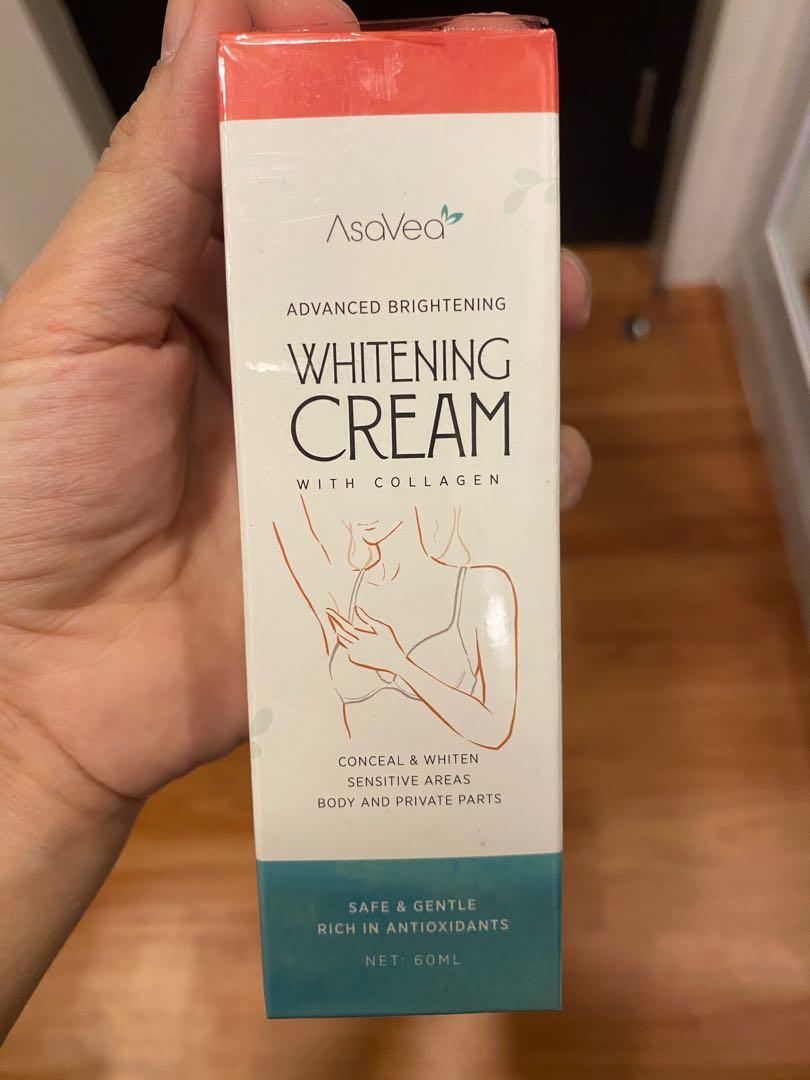 AsaVea
ADVANCED BRIGHTENING
WHITENING
CREAM
WITH COLLAGEN
CONCEAL & WHITEN
SENSITIVE AREAS
BODY AND PRIVATE PARTS
SAFE & GENTLE
RICH IN ANTIOXIDANTS
NET: 60ML